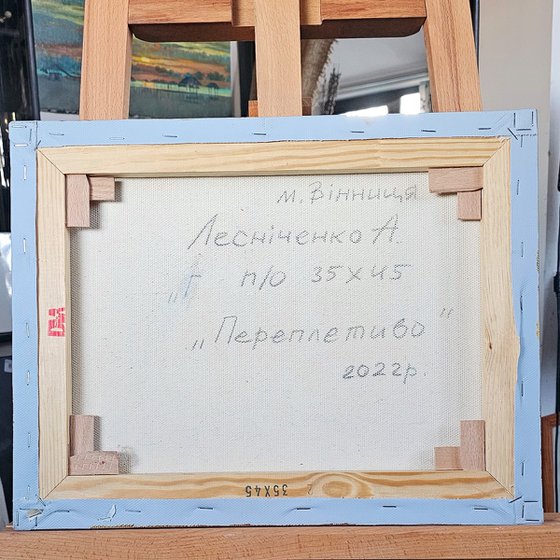 м. Вінниця
Лесніченко А.
п/о 35х45
„Переплетиво"
2022р.
35X45